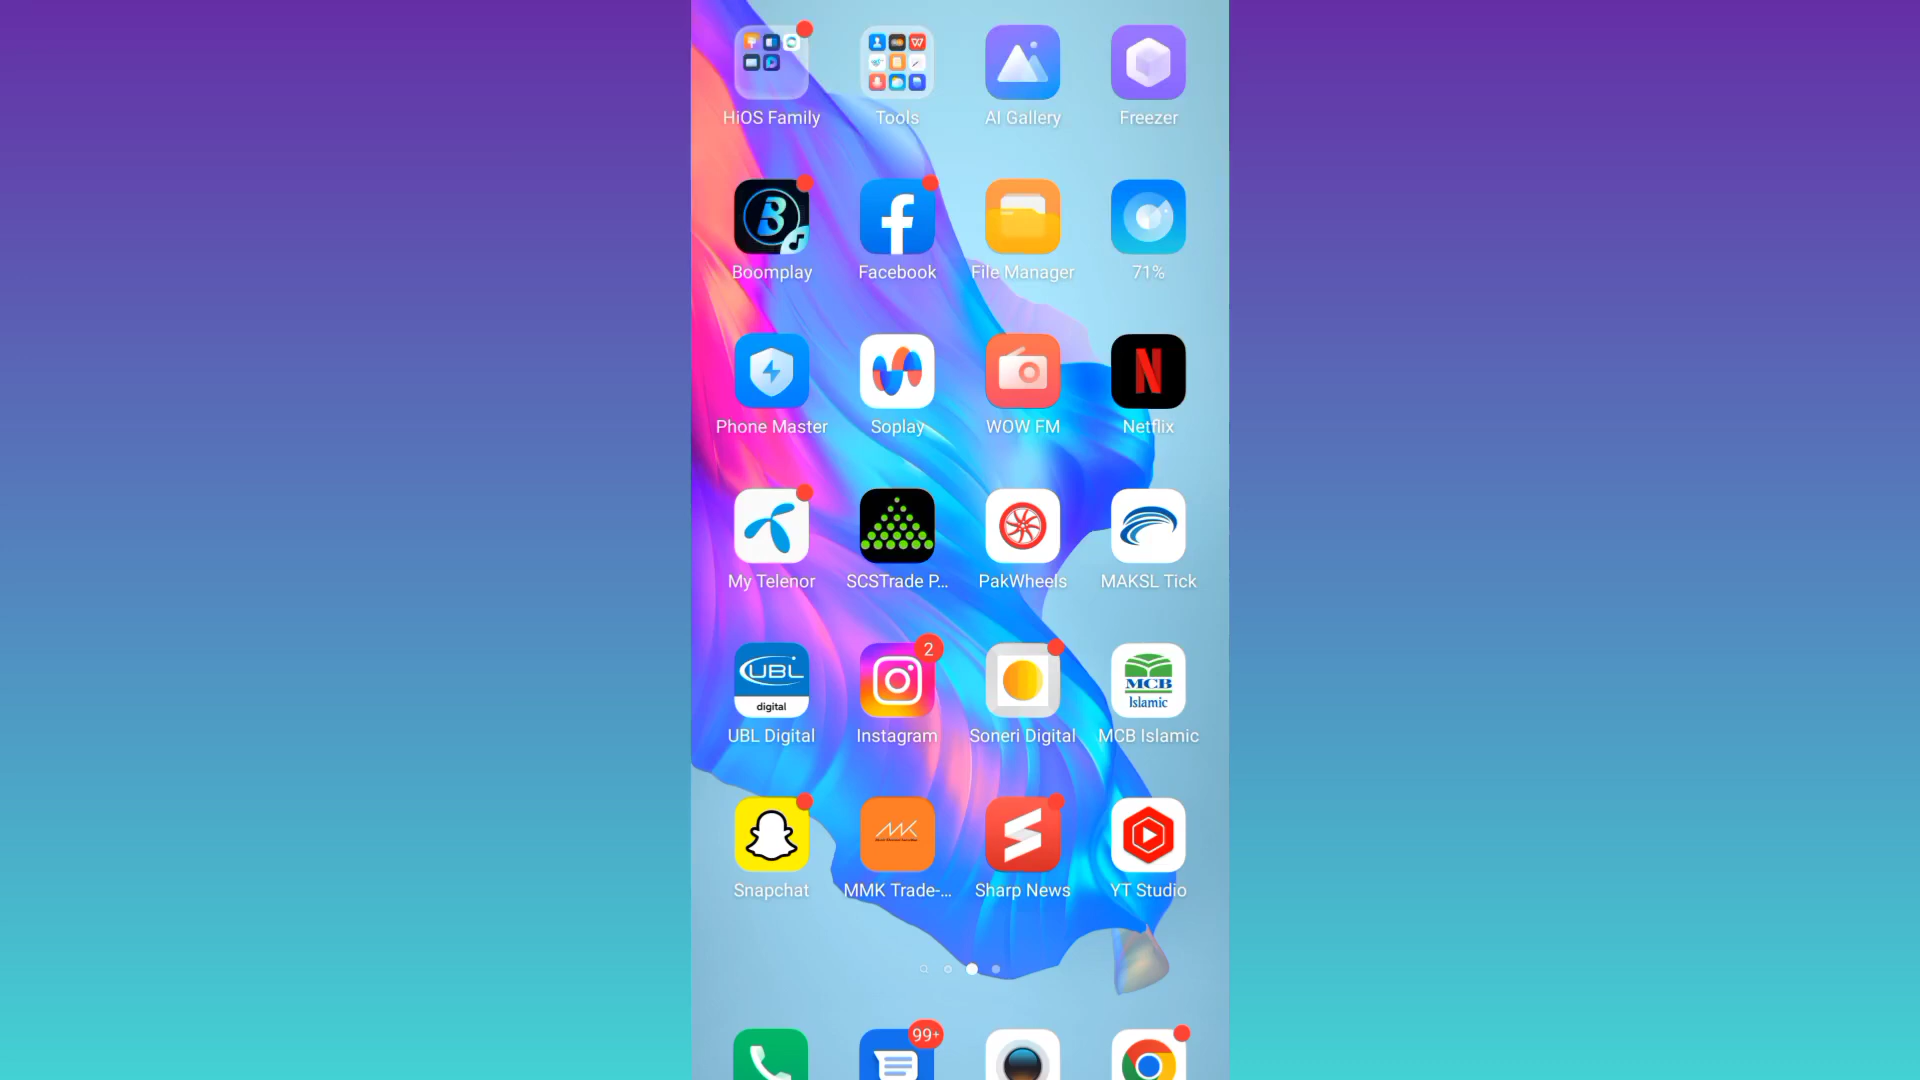 HiOS Family
Tools
AI Gallery
Freezer
Boomplay
Facebook
File Manager
71%
Phone Master
Soplay
WOW FM
Netflix
My Telenor
SCSTrade P...
PakWheels
MAKSL Tick
UBL
digital
2
MCB
Islamic
UBL Digital
Instagram
Soneri Digital
MCB Islamic
MK
Snapchat
MMK Trade-...
Sharp News
YT Studio
99+